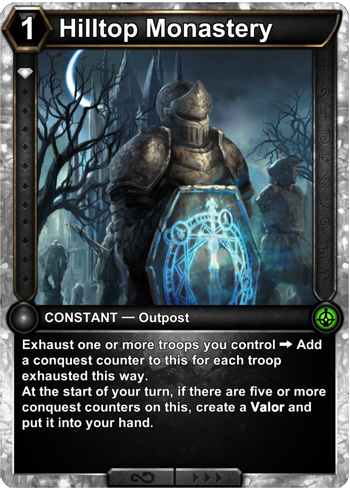 1 Hilltop Monastery
CONSTANT — Outpost
Exhaust one or more troops you control ➡ Add
a conquest counter to this for each troop
exhausted this way.
At the start of your turn, if there are five or more
conquest counters on this, create a Valor and
put it into your hand.